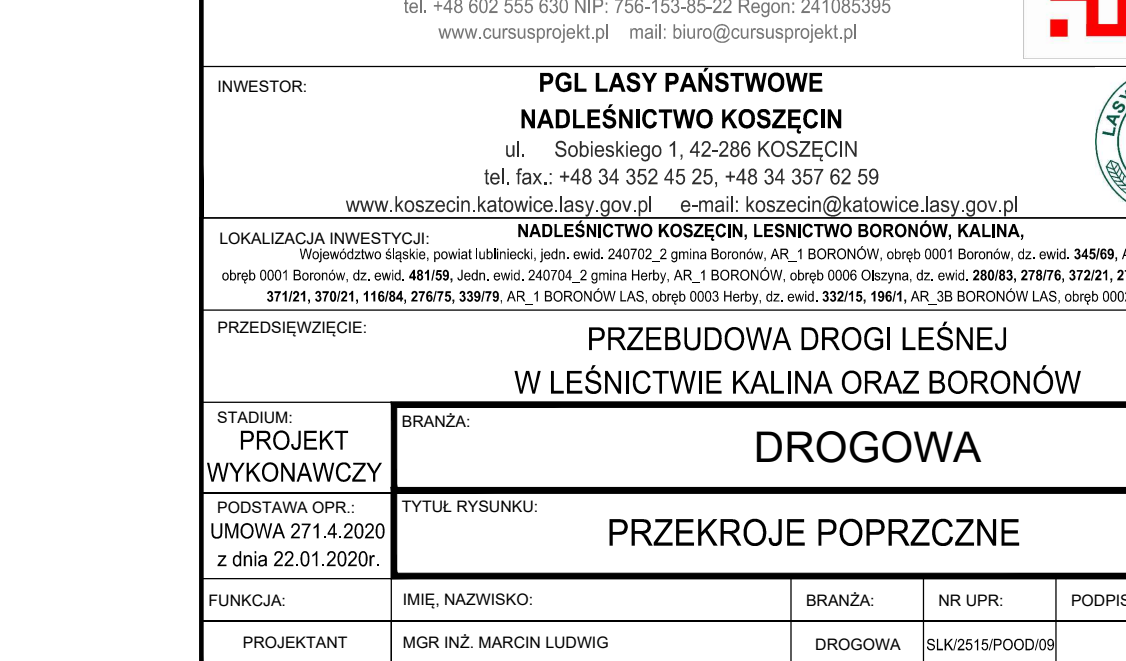 tel. +48 602 555 630 NIP: 756-153-85-22 Regon: 241085395
www.cursusprojekt.pl mail: biuro@cursusprojekt.pl
INWESTOR:
PGL LASY PAŃSTWOWE
NADLEŚNICTWO KOSZĘCIN
ul. Sobieskiego 1, 42-286 KOSZĘCIN
tel. fax.: +48 34 352 45 25, +48 34 357 62 59
www.koszecin.katowice.lasy.gov.pl e-mail: koszecin@katowice.lasy.gov.pl
LASY
LOKALIZACJA INWESTYCJI: NADLEŚNICTWO KOSZĘCIN, LEŚNICTWO BORONÓW, KALINA,
Województwo śląskie, powiat lubliniecki, jedn. ewid. 240702_2 gmina Boronów, AR_1 BORONÓW, obręb 0001 Boronów, dz. ewid. 345/69,
obręb 0001 Boronów, dz. ewid. 481/59, Jedn. ewid. 240704_2 gmina Herby, AR_1 BORONÓW, obręb 0006 Olszyna, dz. ewid. 280/83, 278/76, 372/21,
371/21, 370/21, 116/84, 276/75, 339/79, AR_1 BORONÓW LAS, obręb 0003 Herby, dz. ewid. 332/15, 196/1, AR_3B BORONÓW LAS, obręb 0002
PRZEDSIĘWZIĘCIE:
PRZEBUDOWA DROGI LEŚNEJ
W LEŚNICTWIE KALINA ORAZ BORONÓW
STADIUM:
PROJEKT
WYKONAWCZY
BRANŻA:
DROGOWA
PODSTAWA OPR.:
UMOWA 271.4.2020
z dnia 22.01.2020r.
TYTUŁ RYSUNKU:
PRZEKROJE POPRZCZNE
FUNKCJA: IMIĘ, NAZWISKO: BRANŻA: NR UPR: PODPIS
PROJEKTANT MGR INŻ. MARCIN LUDWIG DROGOWA SLK/2515/POOD/09